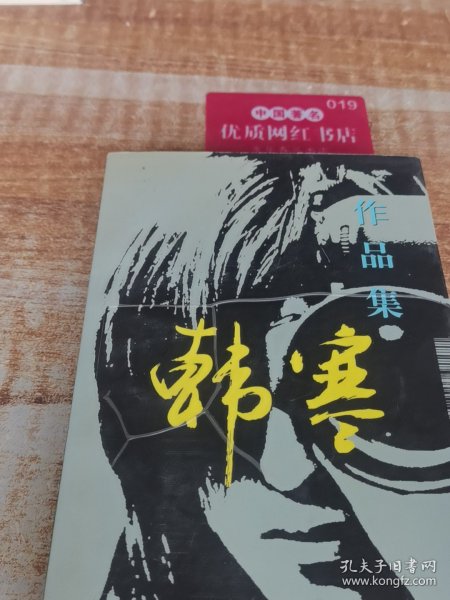 019
中国著名
优质网红书店
作品集
韩寒
孔夫子旧书网
www.kongfz.com